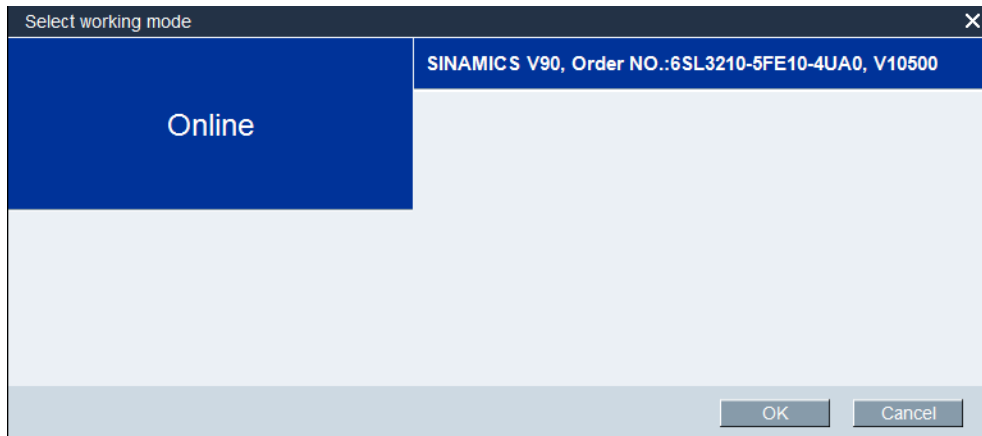 Select working mode
Online
SINAMICS V90, Order NO.:6SL3210-5FE10-4UA0, V10500
OK
Cancel